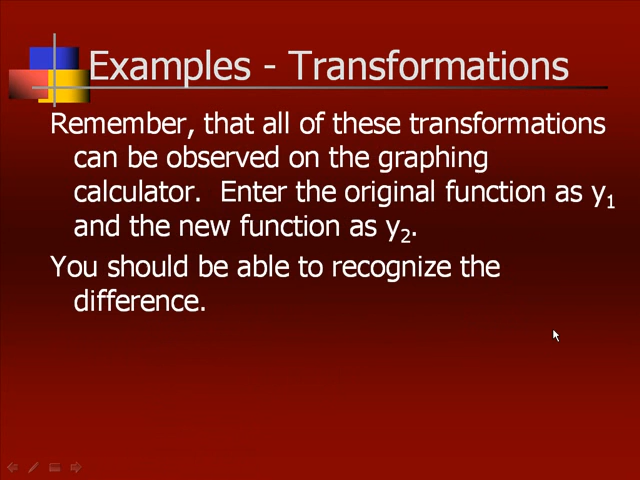 Examples - Transformations
Remember, that all of these transformations
can be observed on the graphing
calculator.  Enter the original function as y₁
and the new function as y₂.
You should be able to recognize the
difference.